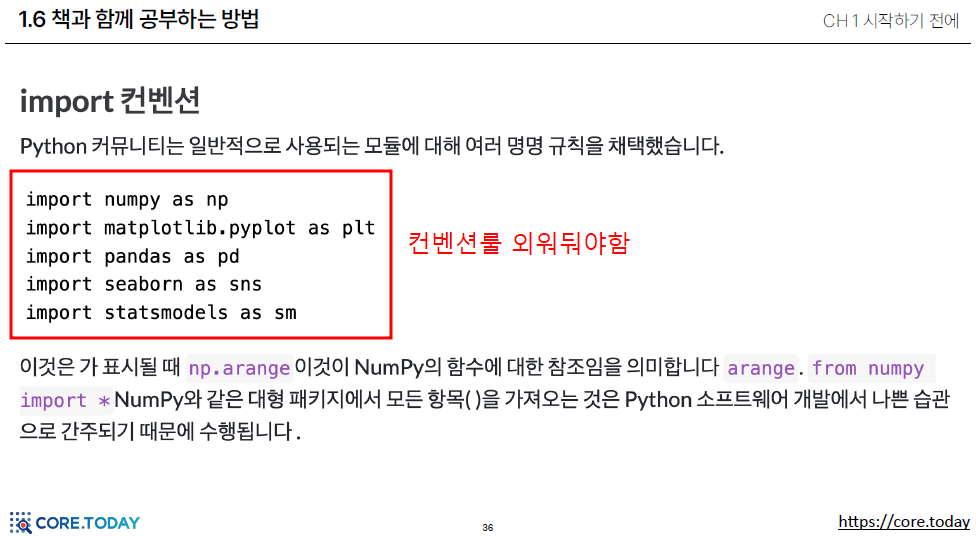 1.6 책과 함께 공부하는 방법
CH 1 시작하기 전에
import 컨벤션
Python 커뮤니티는 일반적으로 사용되는 모듈에 대해 여러 명명 규칙을 채택했습니다.
import numpy as np
import matplotlib.pyplot as plt
import pandas as pd
import seaborn as sns
import statsmodels as sm
컨벤션룰 외워둬야함
이것은 가 표시될 때 np.arange이것이 NumPy의 함수에 대한 참조임을 의미합니다 arange. from numpy
import *NumPy와 같은 대형 패키지에서 모든 항목( )을 가져오는 것은 Python 소프트웨어 개발에서 나쁜 습관
으로 간주되기 때문에 수행됩니다 .
CORE.TODAY
36
https://core.today